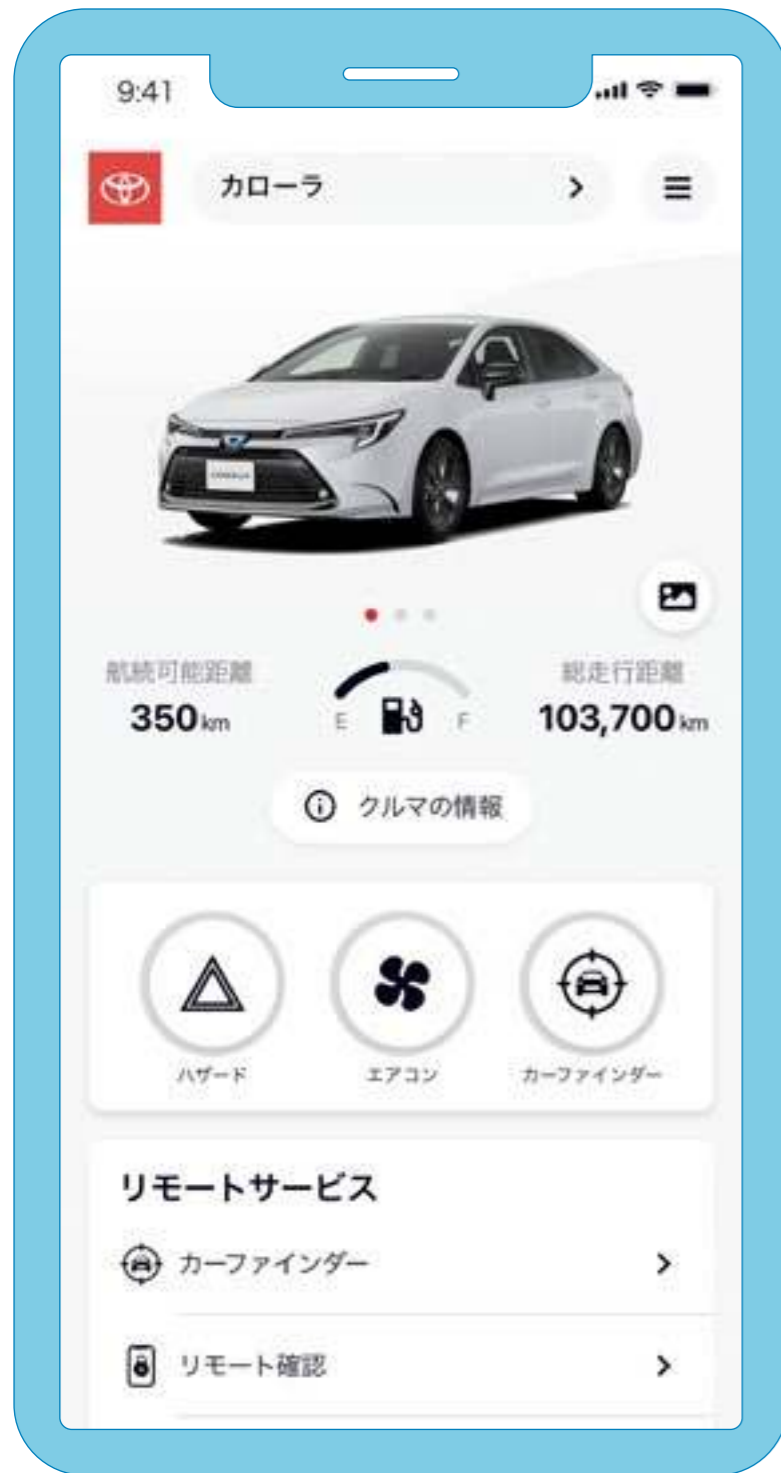 9:41
カローラ
航続可能距離 総走行距離
350km E F 103,700km
クルマの情報
ハザード エアコン カーファインダー
リモートサービス
カーファインダー
リモート確認